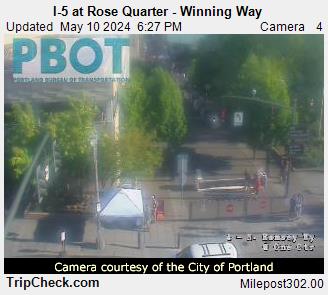 I-5 at Rose Quarter - Winning Way
Updated May 10 2024 6:27 PM Camera 4
PBOT
PORTLAND BUREAU OF TRANSPORTATION
Camera courtesy of the City of Portland
TripCheck.com Milepost302.00